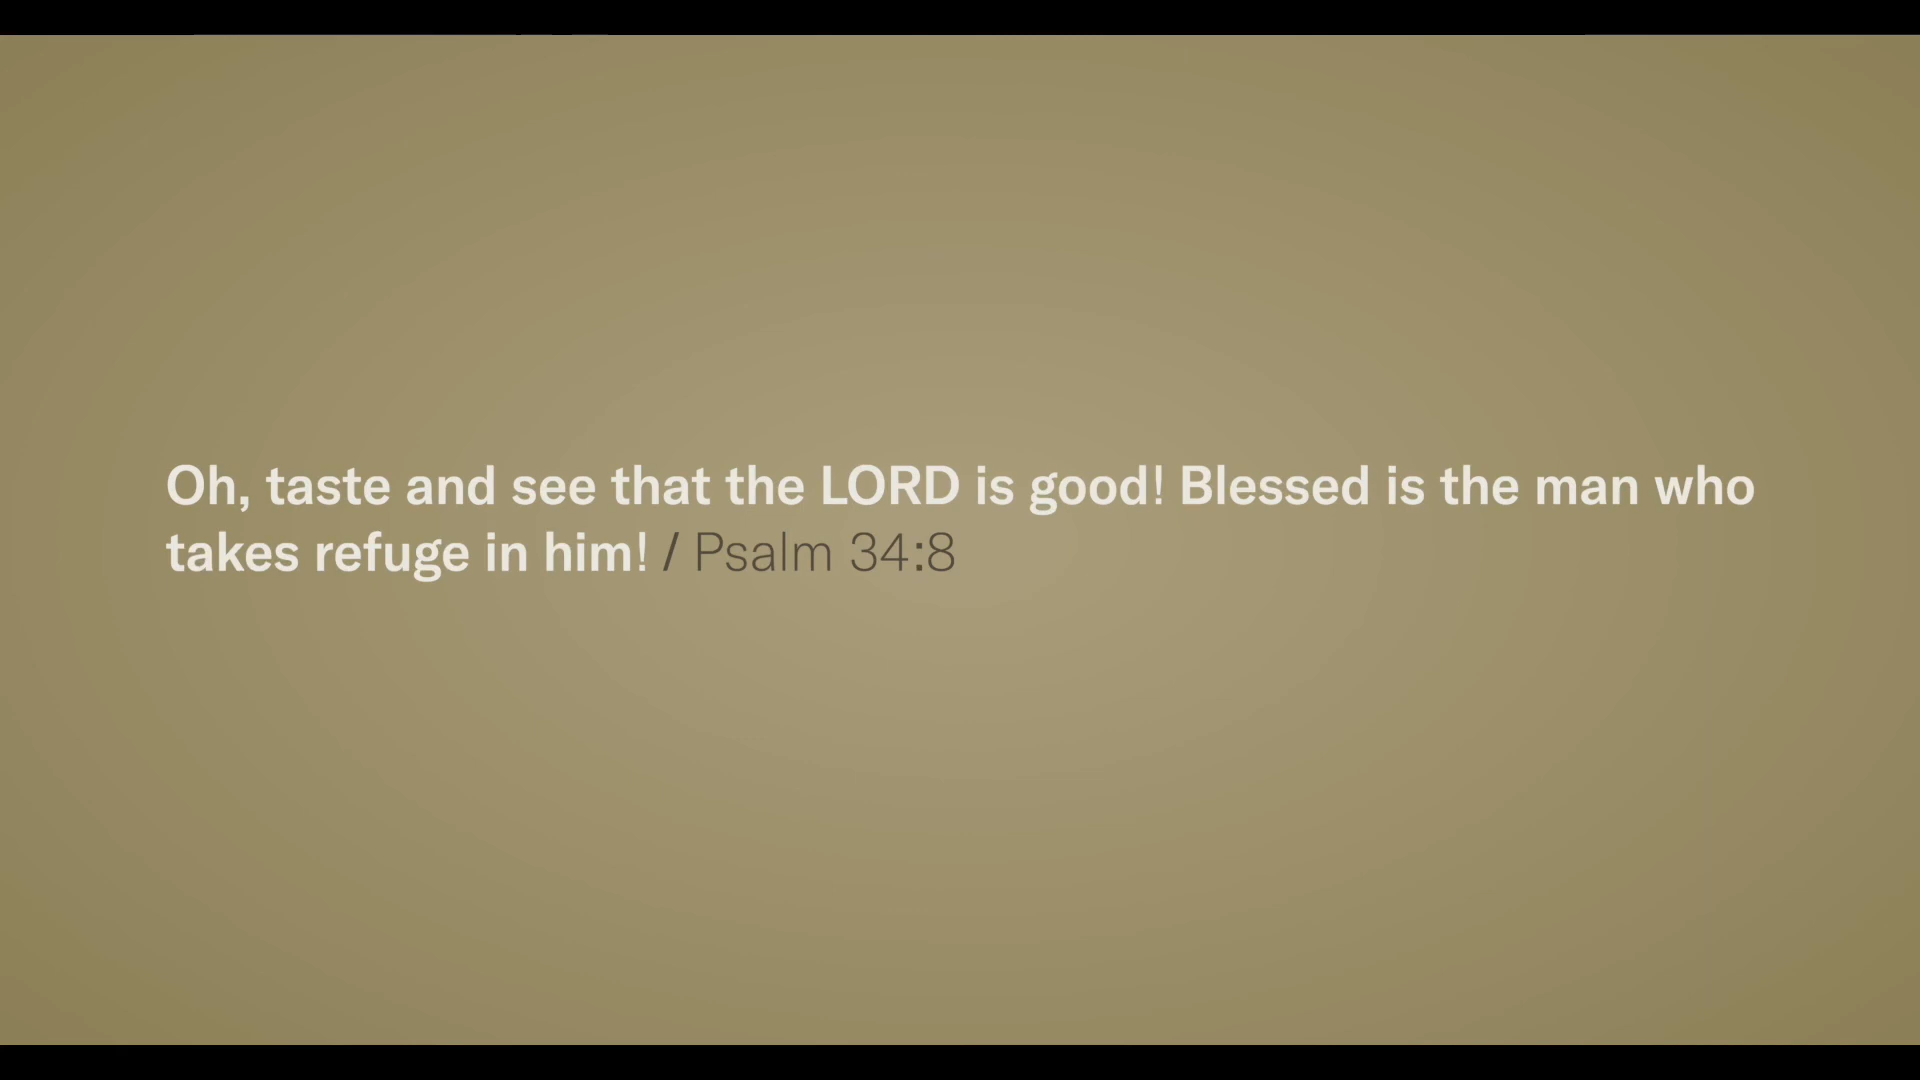 Oh, taste and see that the LORD is good! Blessed is the man who
takes refuge in him! / Psalm 34:8